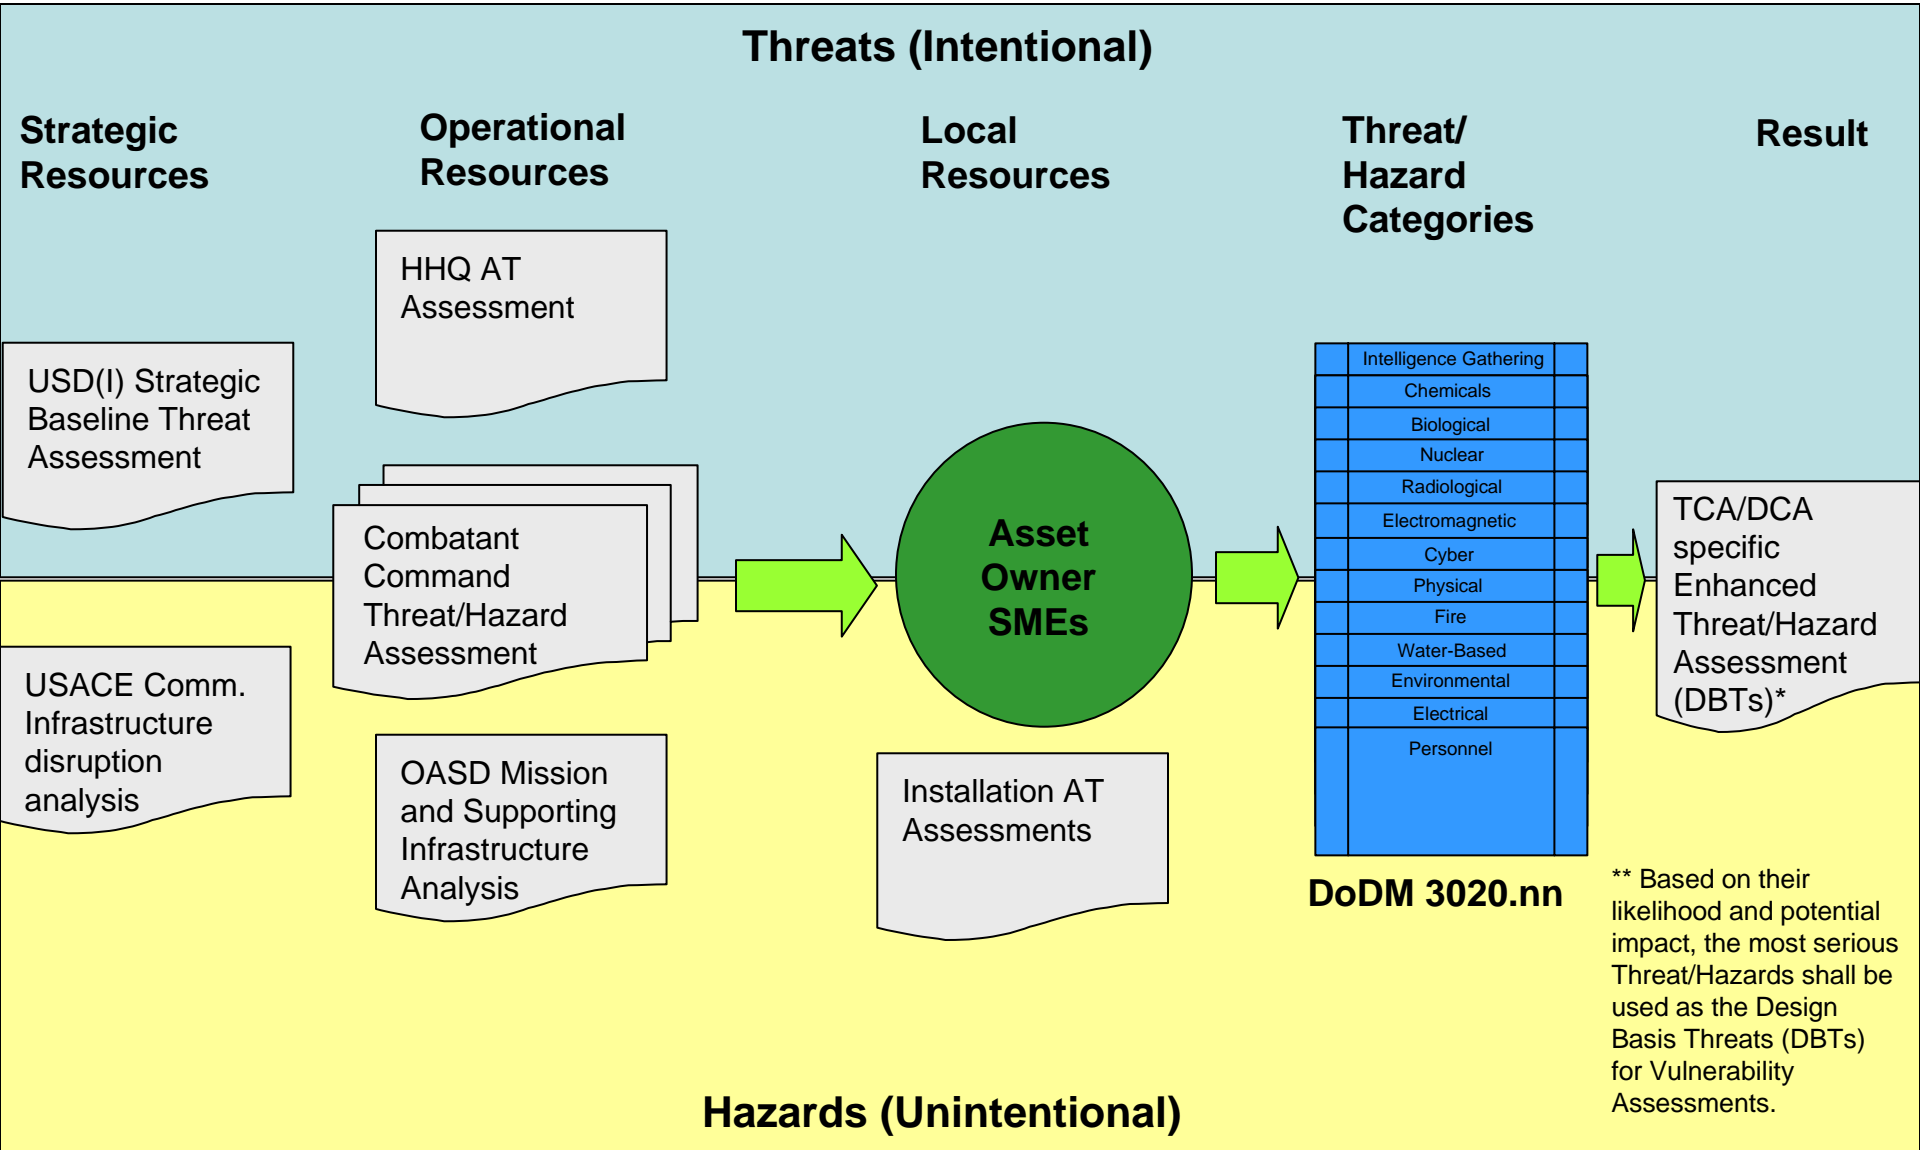 Threats (Intentional)
Strategic
Resources
Operational
Resources
Local
Resources
Threat/
Hazard
Categories
Result
USD(I) Strategic
Baseline Threat
Assessment
USACE Comm.
Infrastructure
disruption
analysis
HHQ AT
Assessment
Combatant
Command
Threat/Hazard
Assessment
OASD Mission
and Supporting
Infrastructure
Analysis
Asset
Owner
SMEs
Installation AT
Assessments
Intelligence Gathering
Chemicals
Biological
Nuclear
Radiological
Electromagnetic
Cyber
Physical
Fire
Water-Based
Environmental
Electrical
Personnel
DoDM 3020.nn
TCA/DCA
specific
Enhanced
Threat/Hazard
Assessment
(DBTs)*
** Based on their
likelihood and potential
impact, the most serious
Threat/Hazards shall be
used as the Design
Basis Threats (DBTs)
for Vulnerability
Assessments.
Hazards (Unintentional)